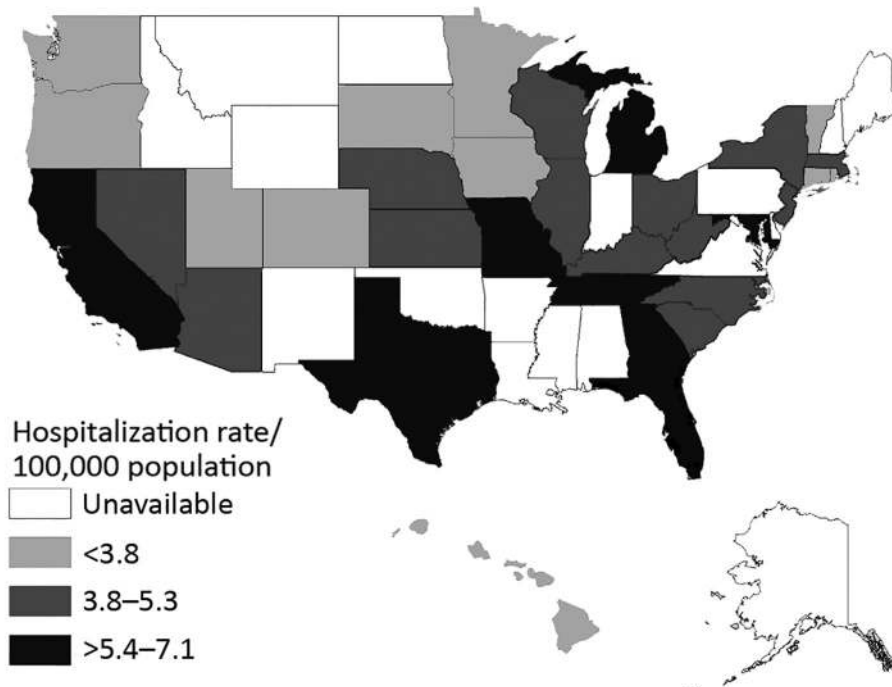 Hospitalization rate/
100,000 population
Unavailable
<3.8
3.8–5.3
>5.4–7.1